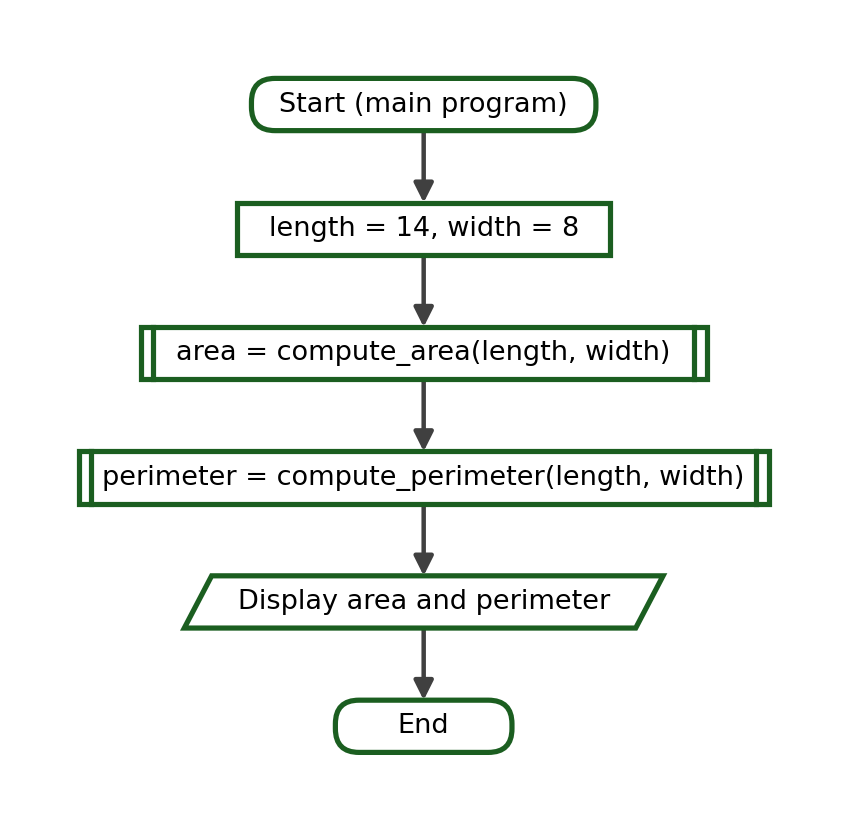 Start (main program)
length = 14, width = 8
area = compute_area(length, width)
perimeter = compute_perimeter(length, width)
Display area and perimeter
End